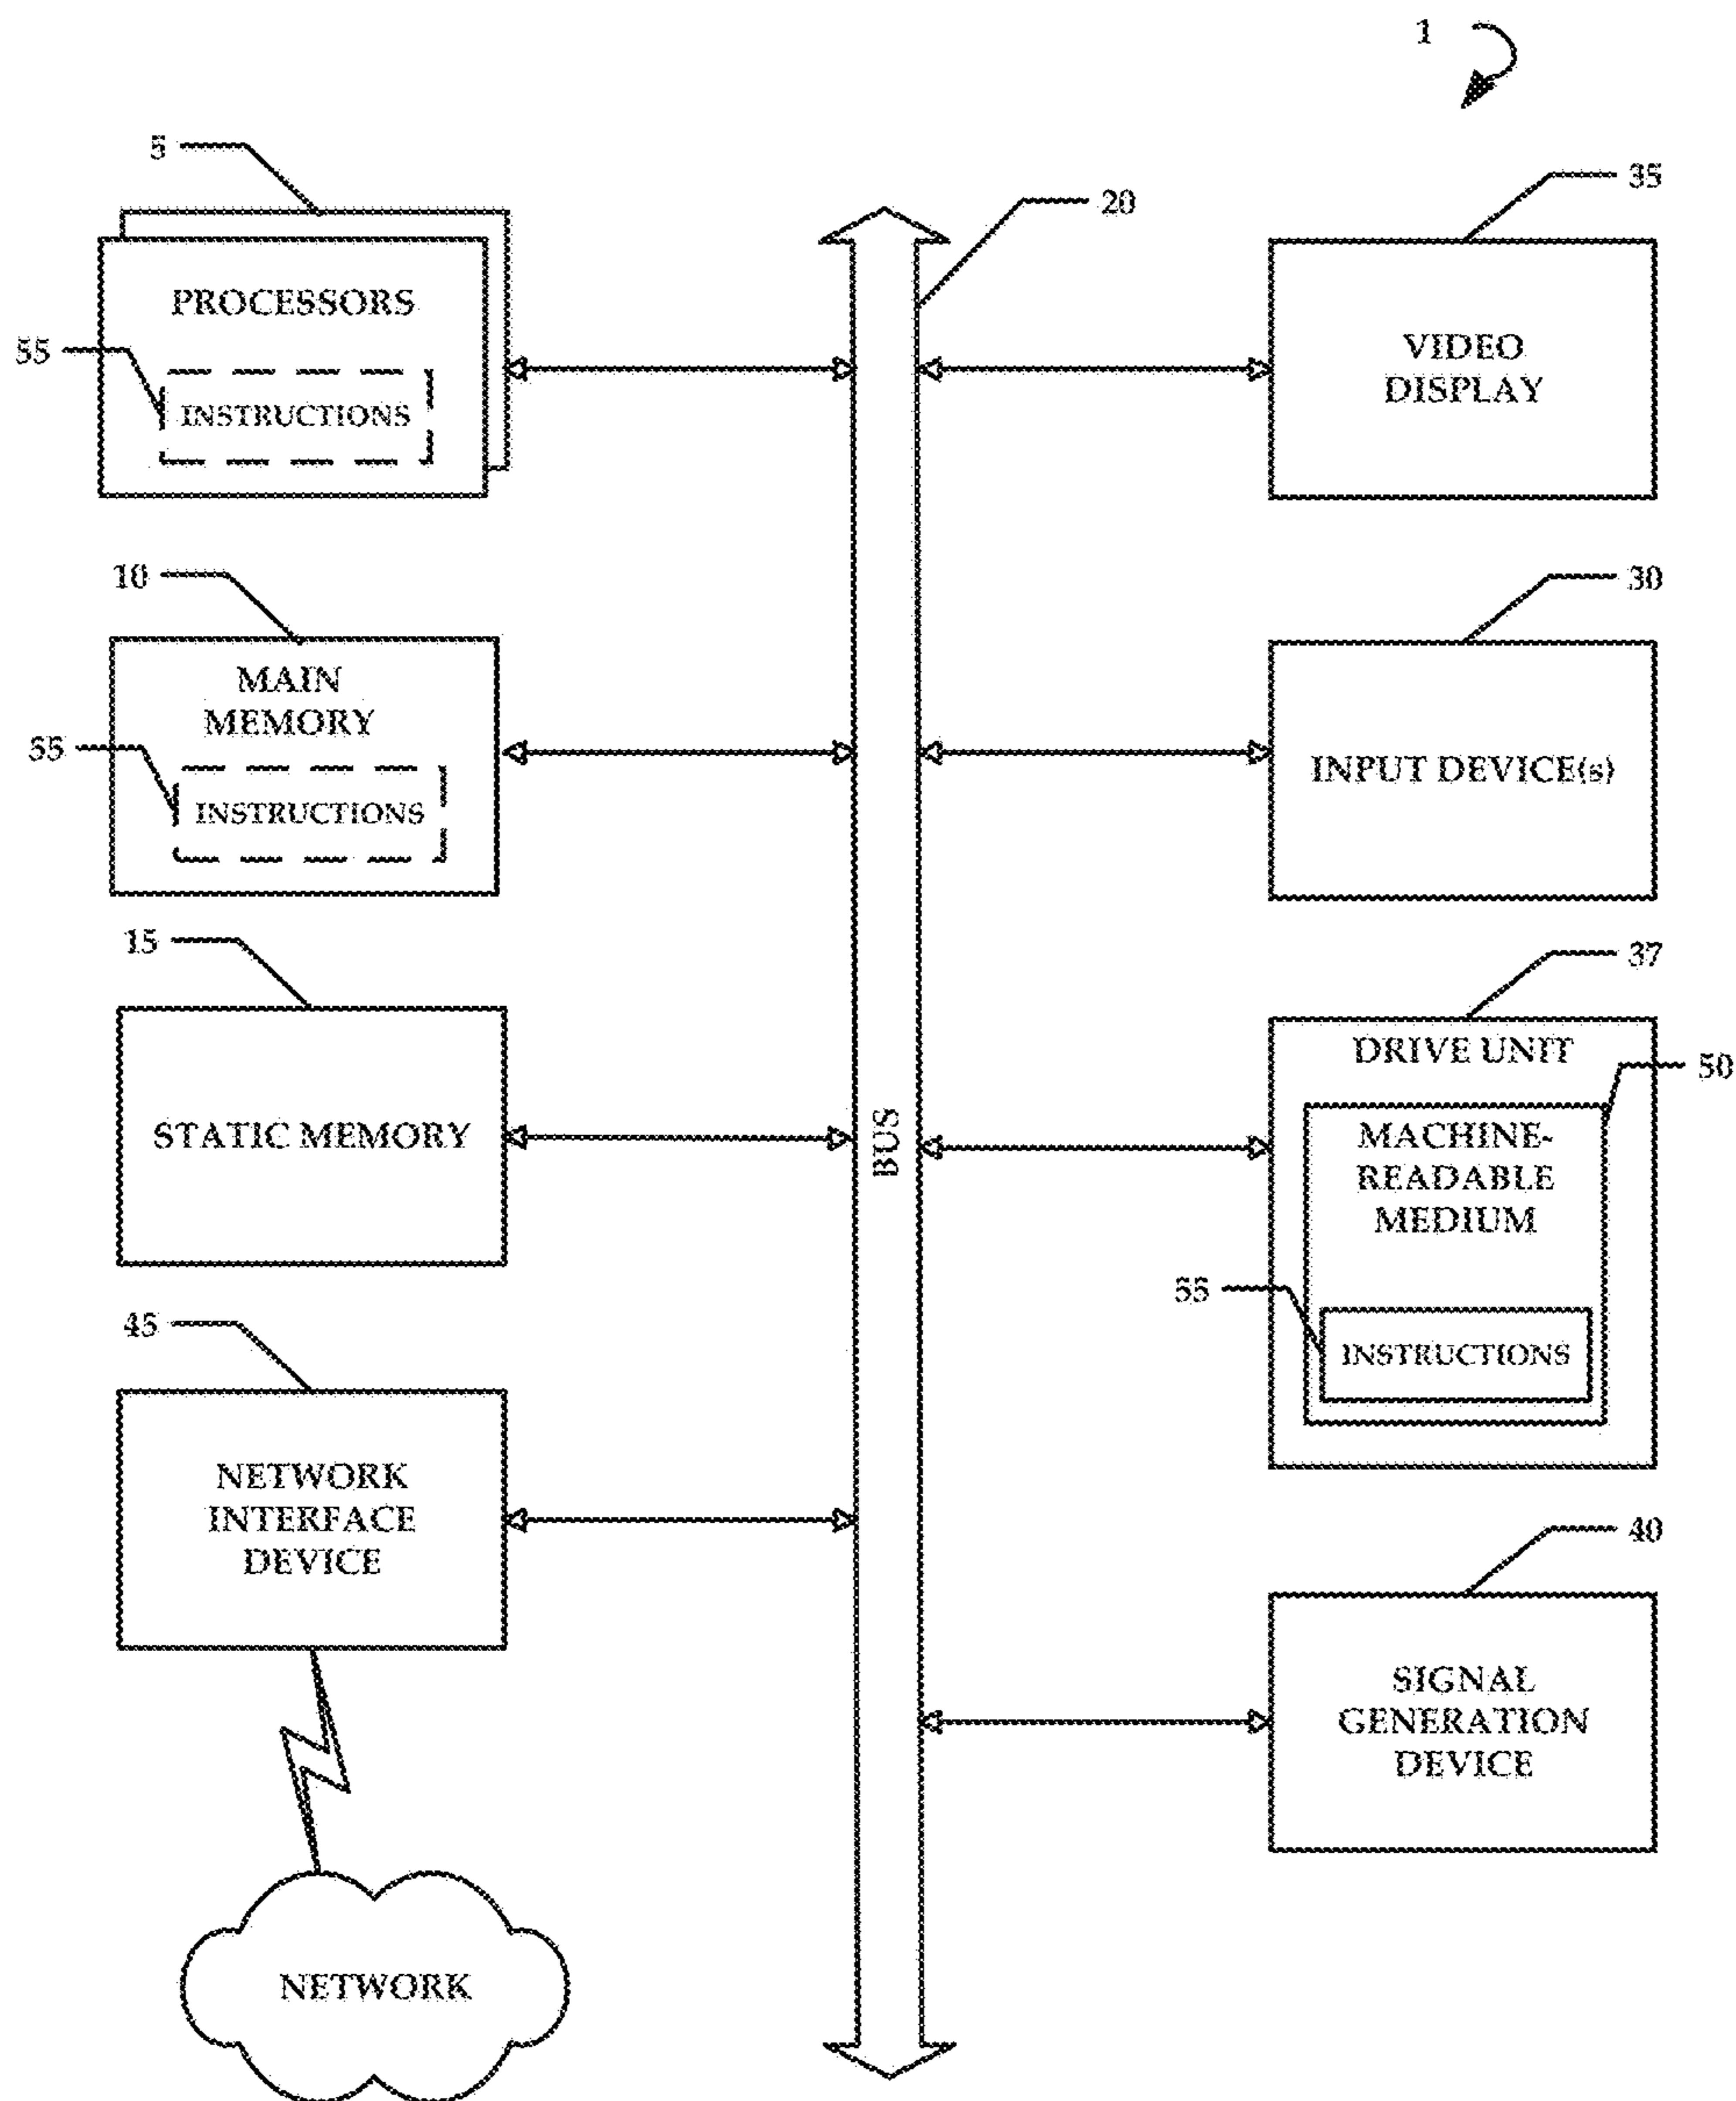 1
5
PROCESSORS
55
INSTRUCTIONS
10
MAIN
MEMORY
55
INSTRUCTIONS
15
STATIC MEMORY
45
NETWORK
INTERFACE
DEVICE
NETWORK
20
BUS
35
VIDEO
DISPLAY
30
INPUT DEVICE(s)
37
DRIVE UNIT
50
MACHINE-
READABLE
MEDIUM
55
INSTRUCTIONS
40
SIGNAL
GENERATION
DEVICE